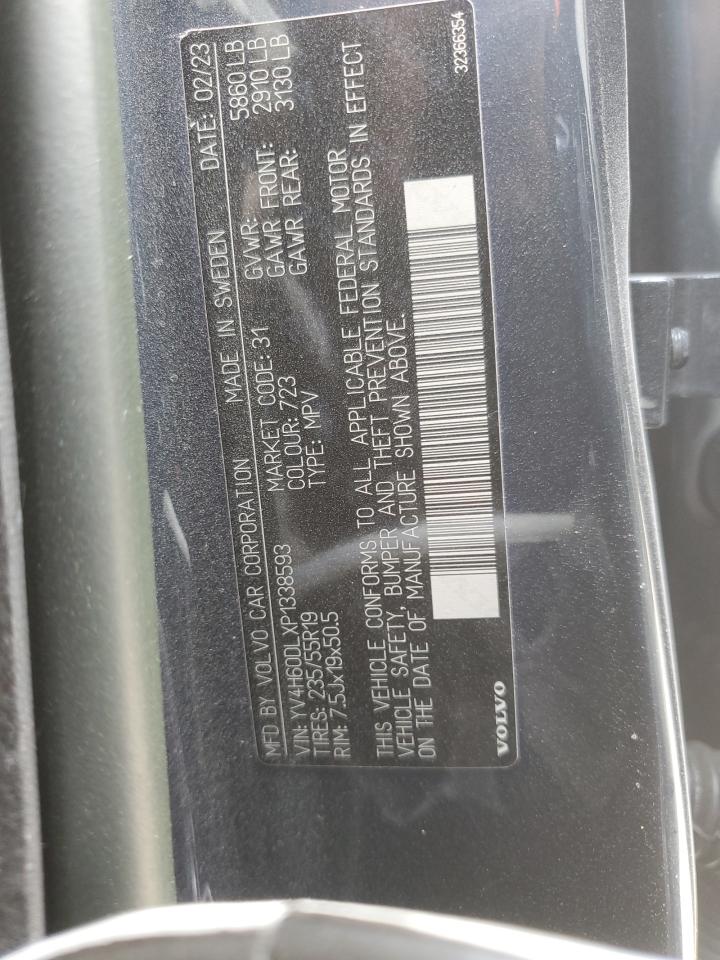 MFD BY VOLVO CAR CORPORATION MADE IN SWEDEN DATE: 02/23
VIN: YV4H60DLXP1338593 MARKET CODE: 31 GVWR: 5860 LB
TIRES: 235/55R19 COLOUR: 723 GAWR FRONT: 2910 LB
RIM: 7.5Jx19x50.5 TYPE: MPV GAWR REAR: 3130 LB
THIS VEHICLE CONFORMS TO ALL APPLICABLE FEDERAL MOTOR
VEHICLE SAFETY, BUMPER AND THEFT PREVENTION STANDARDS IN EFFECT
ON THE DATE OF MANUFACTURE SHOWN ABOVE.
VOLVO 32366354